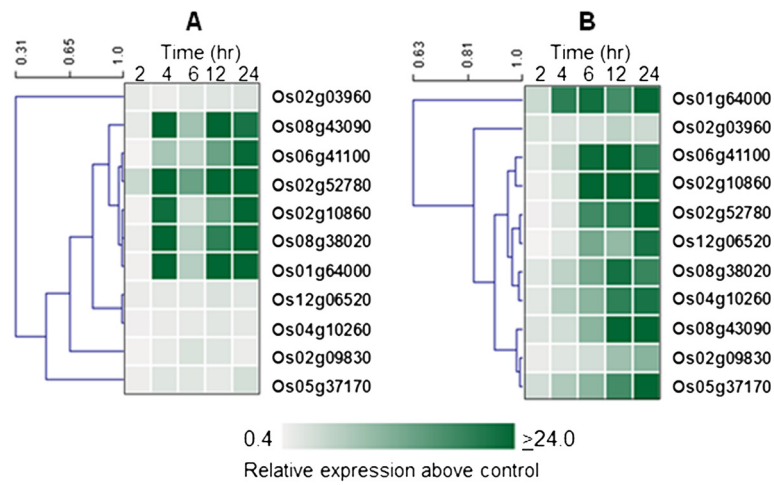 A
Time (hr)
0.31 0.65 1.0
2 4 6 12 24
Os02g03960
Os08g43090
Os06g41100
Os02g52780
Os02g10860
Os08g38020
Os01g64000
Os12g06520
Os04g10260
Os02g09830
Os05g37170
B
Time (hr)
0.63 0.81 1.0
2 4 6 12 24
Os01g64000
Os02g03960
Os06g41100
Os02g10860
Os02g52780
Os12g06520
Os08g38020
Os04g10260
Os08g43090
Os02g09830
Os05g37170
0.4 ≥24.0
Relative expression above control